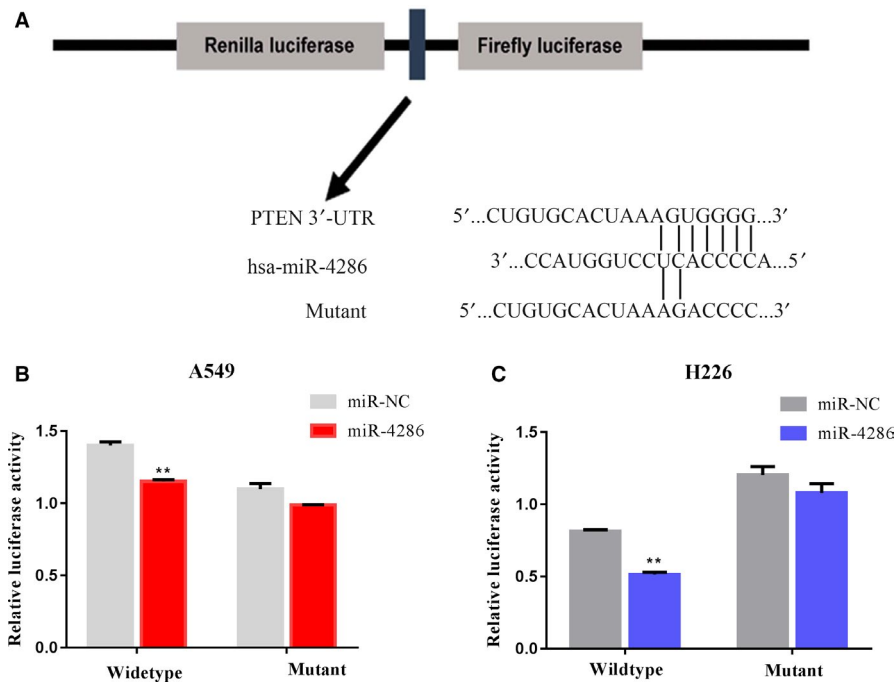 A
Renilla luciferase
Firefly luciferase
PTEN 3′-UTR
5′...CUGUGCACUAAAGUGGGG...3′
hsa-miR-4286
3′...CCAUGGUCCUCACCCCA...5′
Mutant
5′...CUGUGCACUAAAGACCCC...3′
B
A549
miR-NC
miR-4286
Relative luciferase activity
1.5
1.0
0.5
0.0
**
Widetype
Mutant
C
H226
miR-NC
miR-4286
Relative luciferase activity
1.5
1.0
0.5
0.0
**
Wildtype
Mutant